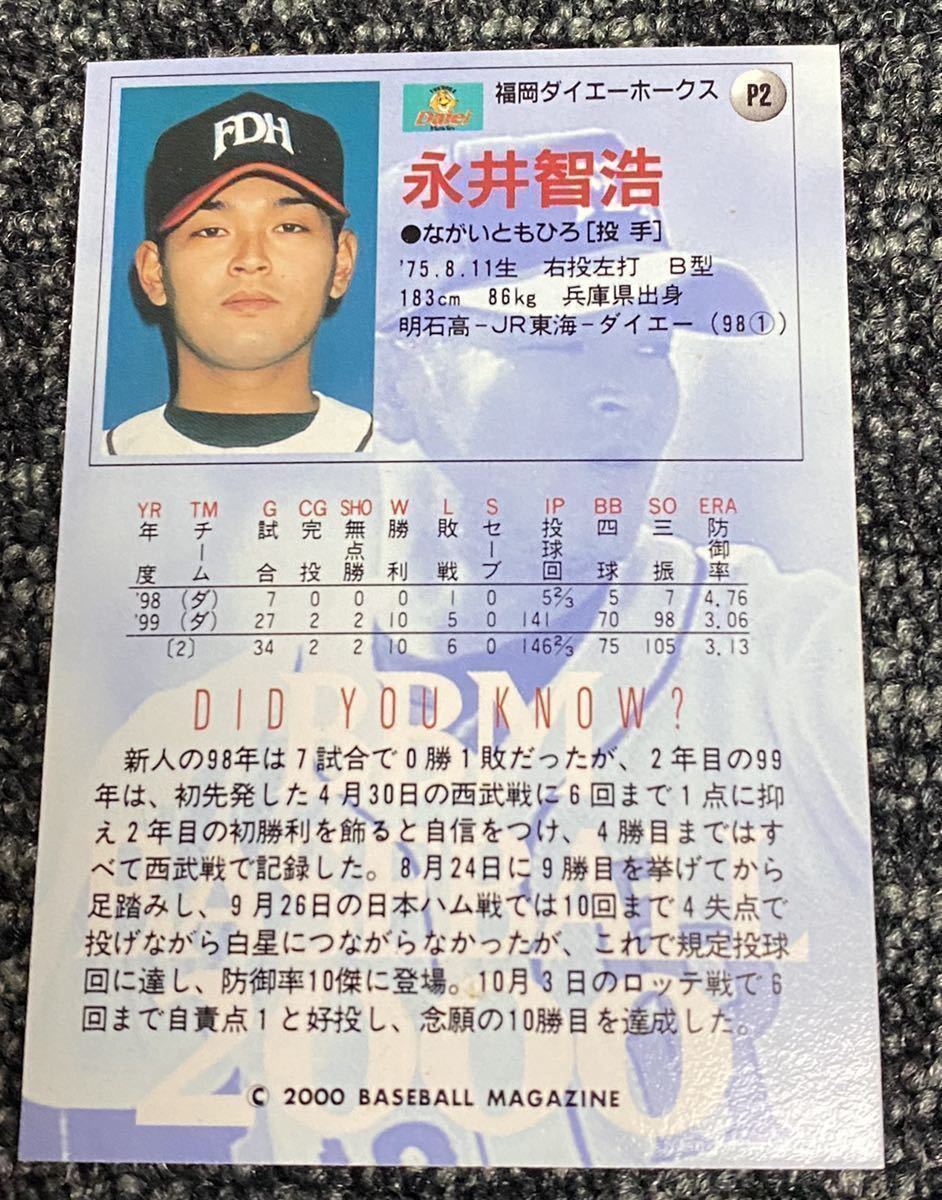 FDH
Daiei
福岡ダイエーホークス
P2
永井智浩
●ながいともひろ[投 手]
'75.8.11生 右投左打 B型
183cm 86kg 兵庫県出身
明石高-JR東海-ダイエー(98①)
YR TM G CG SHO W L S IP BB SO ERA
年度 チーム 試合 完投 無点勝 勝利 敗戦 セーブ 投球回 四球 三振 防御率
'98 (ダ) 7 0 0 0 1 0 5 2/3 5 7 4.76
'99 (ダ) 27 2 2 10 5 0 141 70 98 3.06
〔2〕 34 2 2 10 6 0 146 2/3 75 105 3.13
DID YOU KNOW?
新人の98年は7試合で0勝1敗だったが、2年目の99
年は、初先発した4月30日の西武戦に6回まで1点に抑
え2年目の初勝利を飾ると自信をつけ、4勝目まではす
べて西武戦で記録した。8月24日に9勝目を挙げてから
足踏みし、9月26日の日本ハム戦では10回まで4失点で
投げながら白星につながらなかったが、これで規定投球
回に達し、防御率10傑に登場。10月3日のロッテ戦で6
回まで自責点1と好投し、念願の10勝目を達成した。
BBM
BASEBALL
2000
© 2000 BASEBALL MAGAZINE